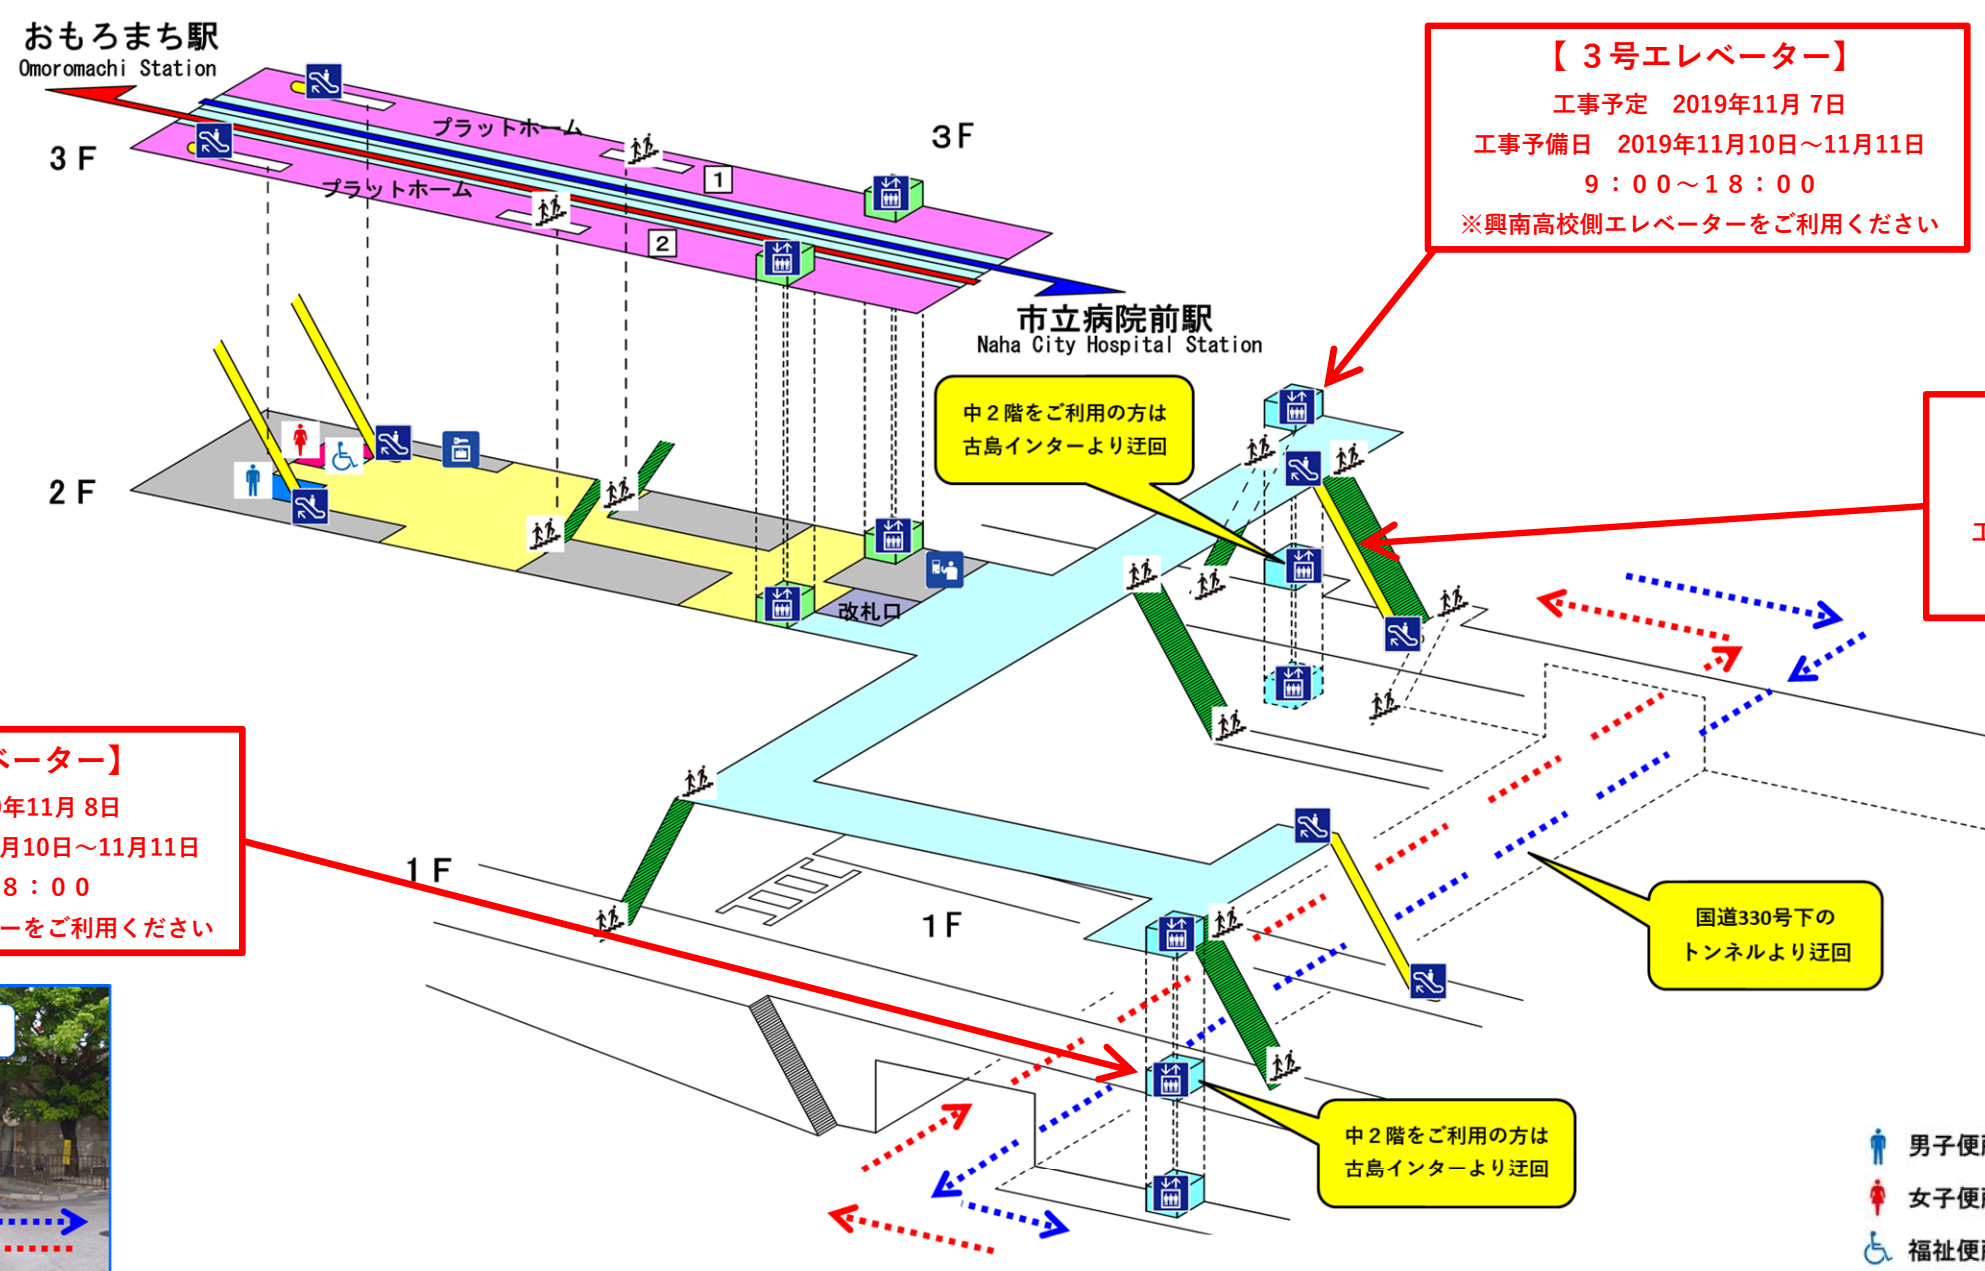 おもろまち駅
Omoromachi Station
【３号エレベーター】
工事予定　2019年11月 7日
工事予備日　2019年11月10日～11月11日
９：００～１８：００
※興南高校側エレベーターをご利用ください
3F
3F
プラットホーム
1
プラットホーム
2
市立病院前駅
Naha City Hospital Station
中２階をご利用の方は
古島インターより迂回
2F
改札口
ベーター】
年11月 8日
月10日～11月11日
８：００
ーをご利用ください
1F
1F
国道330号下の
トンネルより迂回
中２階をご利用の方は
古島インターより迂回
男子便
女子便
福祉便